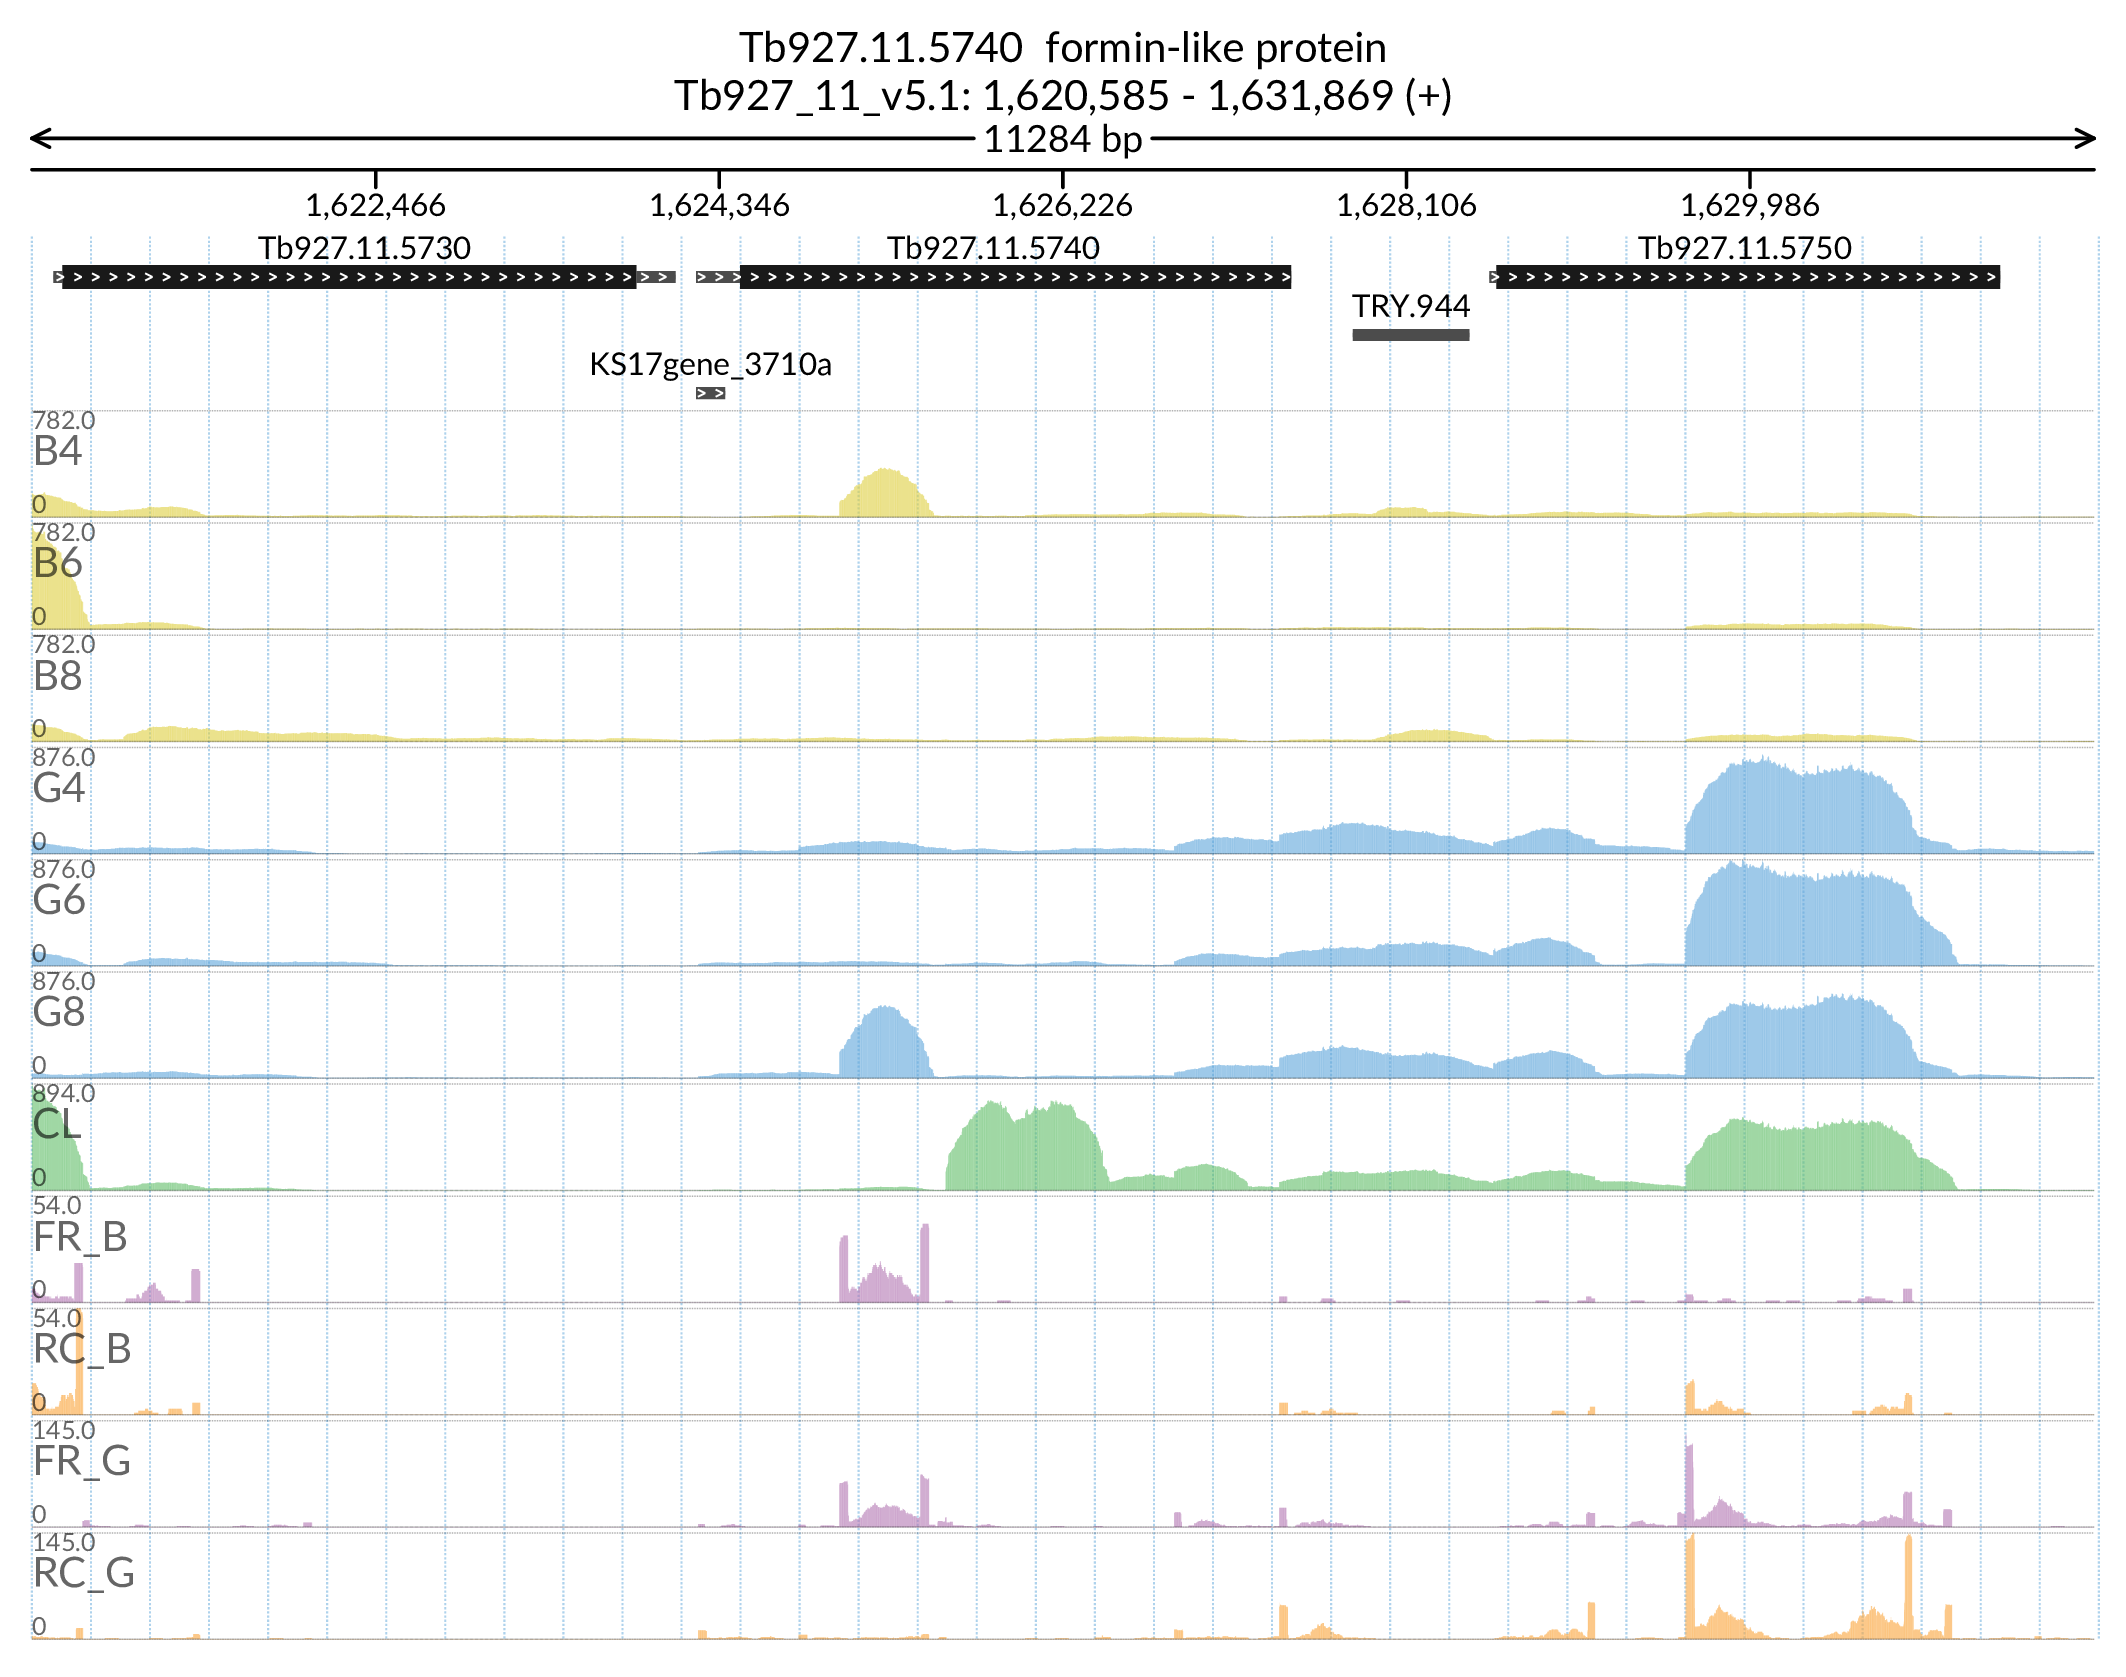 Tb927.11.5740  formin-like protein
Tb927_11_v5.1: 1,620,585 - 1,631,869 (+)
11284 bp
1,622,466 1,624,346 1,626,226 1,628,106 1,629,986
Tb927.11.5730 Tb927.11.5740 Tb927.11.5750
TRY.944
KS17gene_3710a
782.0
B4
0
782.0
B6
0
782.0
B8
0
876.0
G4
0
876.0
G6
0
876.0
G8
0
894.0
CL
0
54.0
FR_B
0
54.0
RC_B
0
145.0
FR_G
0
145.0
RC_G
0